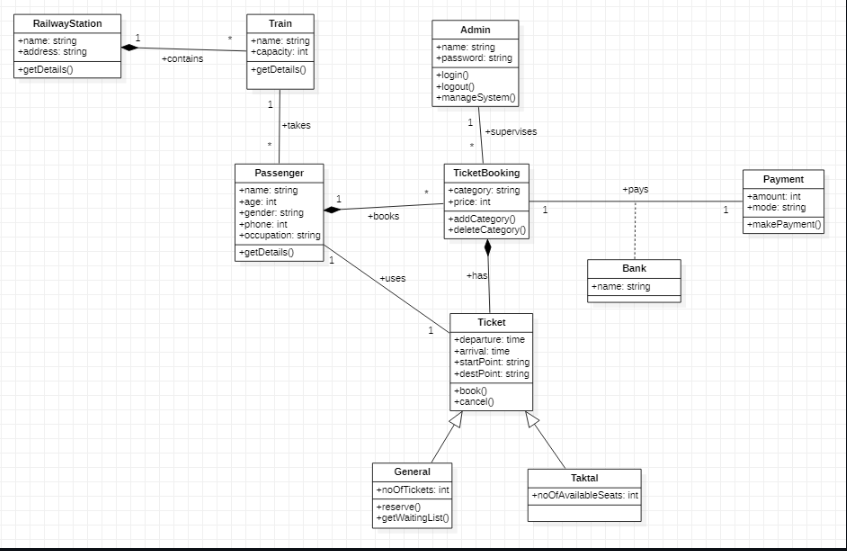 RailwayStation
+name: string
+address: string
+getDetails()
1
*
+contains
Train
+name: string
+capacity: int
+getDetails()
Admin
+name: string
+password: string
+login()
+logout()
+manageSystem()
1
+takes
*
1
+supervises
*
Passenger
+name: string
+age: int
+gender: string
+phone: int
+occupation: string
+getDetails()
1
*
+books
TicketBooking
+category: string
+price: int
+addCategory()
+deleteCategory()
+pays
1
1
Payment
+amount: int
+mode: string
+makePayment()
Bank
+name: string
1
+uses
1
+has
Ticket
+departure: time
+arrival: time
+startPoint: string
+destPoint: string
+book()
+cancel()
General
+noOfTickets: int
+reserve()
+getWaitingList()
Taktal
+noOfAvailableSeats: int